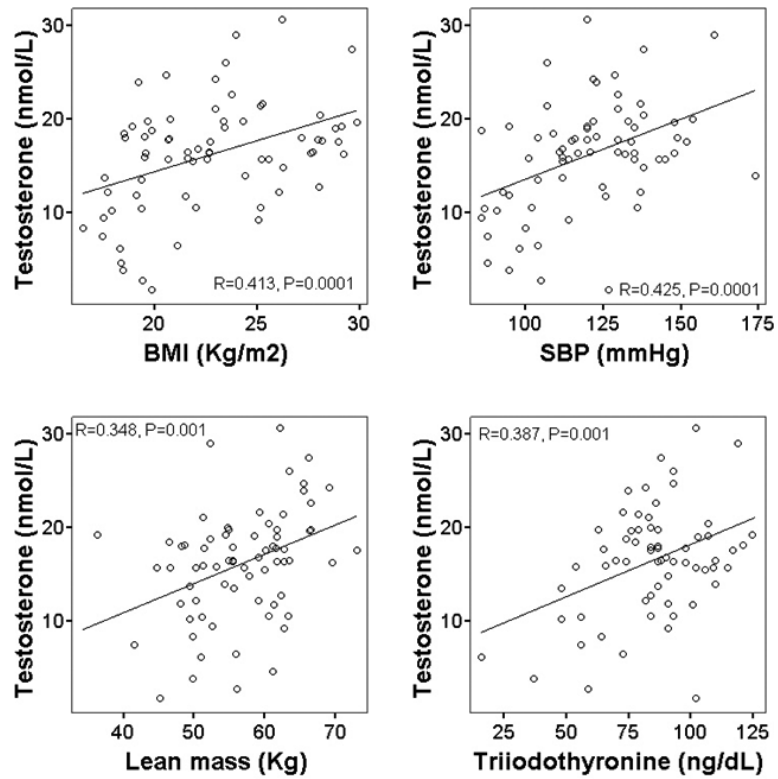 Testosterone (nmol/L)
30
20
10
R=0.413, P=0.0001
20
25
30
BMI (Kg/m2)
Testosterone (nmol/L)
30
20
10
R=0.425, P=0.0001
100
125
150
175
SBP (mmHg)
Testosterone (nmol/L)
R=0.348, P=0.001
30
20
10
40
50
60
70
Lean mass (Kg)
Testosterone (nmol/L)
R=0.387, P=0.001
30
20
10
25
50
75
100
125
Triiodothyronine (ng/dL)